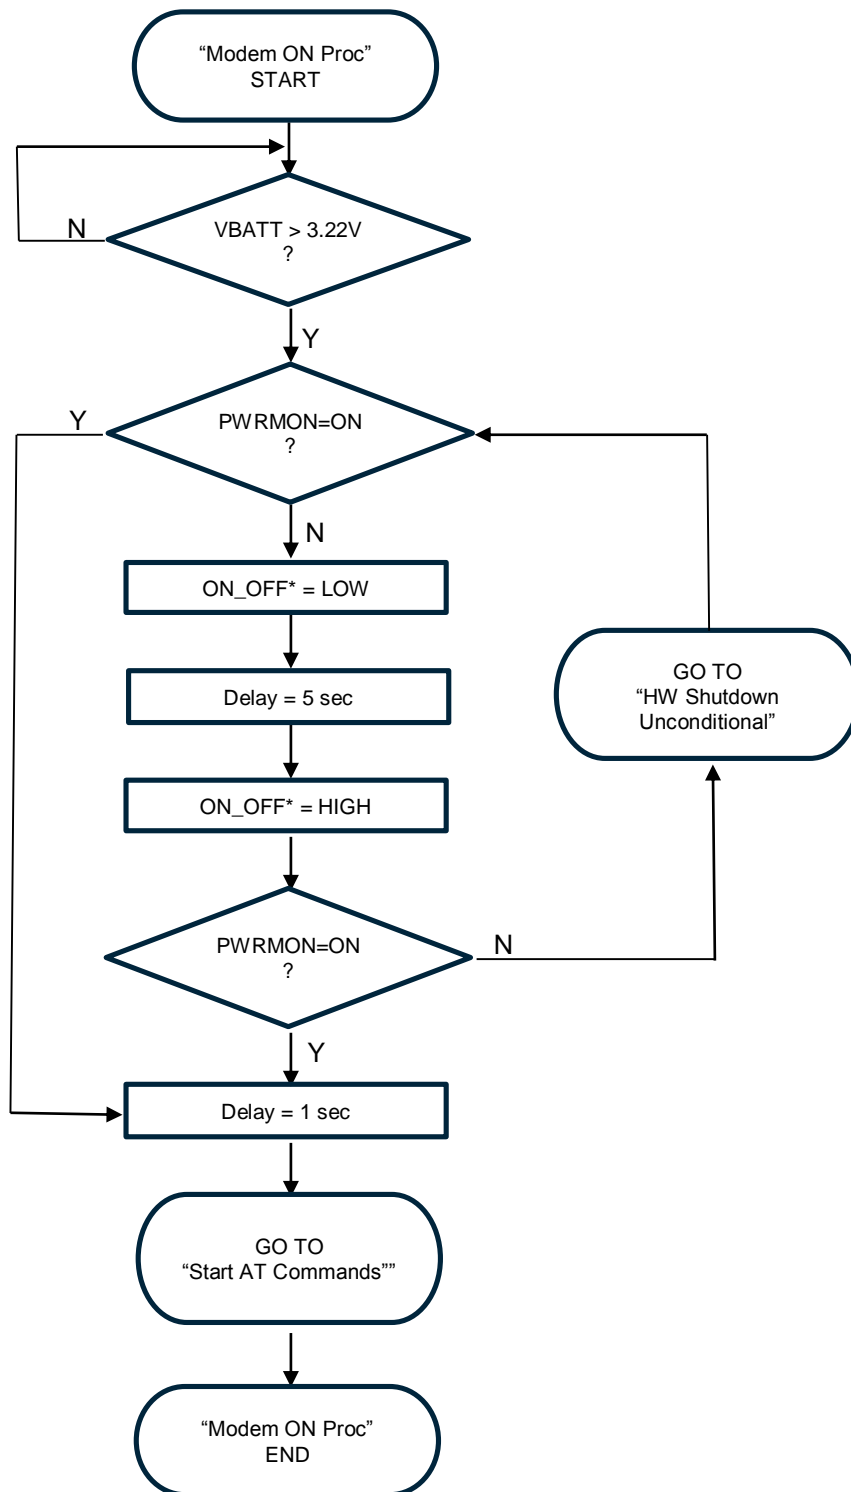 “Modem ON Proc”
START
N
VBATT > 3.22V
?
Y
Y
PWRMON=ON
?
N
ON_OFF* = LOW
GO TO
“HW Shutdown
Unconditional”
Delay = 5 sec
ON_OFF* = HIGH
PWRMON=ON
?
N
Y
Delay = 1 sec
GO TO
“Start AT Commands””
“Modem ON Proc”
END